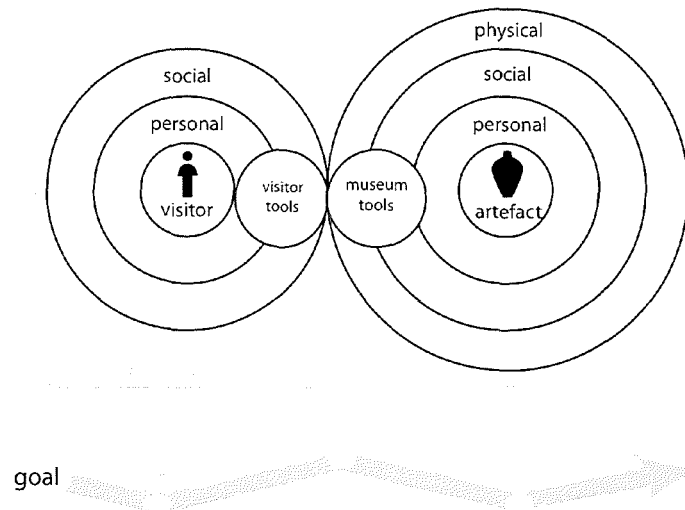 physical
social
social
personal
personal
visitor
tools
museum
tools
visitor
artefact
goal